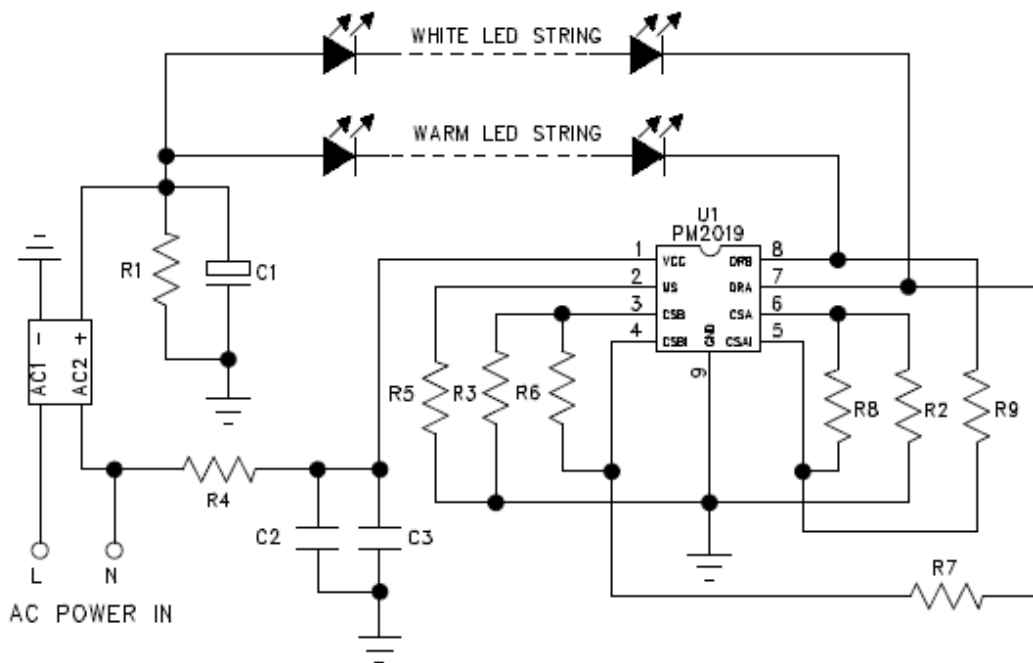 WHITE LED STRING
WARM LED STRING
U1
PM2019
1 VCC DRB 8
2 MS DRA 7
3 CSB CSA 6
4 CSBI GND CSAI 5
9
R1
C1
- +
AC1 AC2
R5
R3
R6
R8
R2
R9
R4
C2
C3
R7
L
N
AC POWER IN